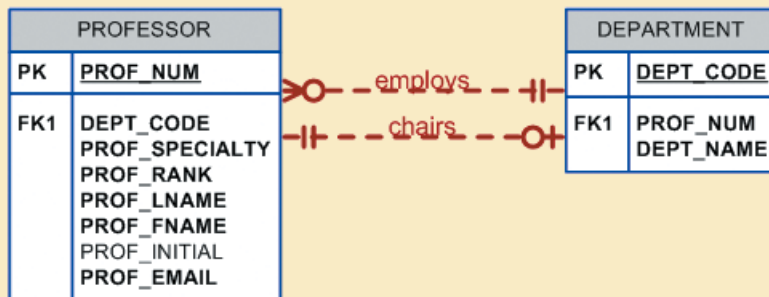 PROFESSOR
PK PROF_NUM
FK1 DEPT_CODE
PROF_SPECIALTY
PROF_RANK
PROF_LNAME
PROF_FNAME
PROF_INITIAL
PROF_EMAIL
employs
chairs
DEPARTMENT
PK DEPT_CODE
FK1 PROF_NUM
DEPT_NAME